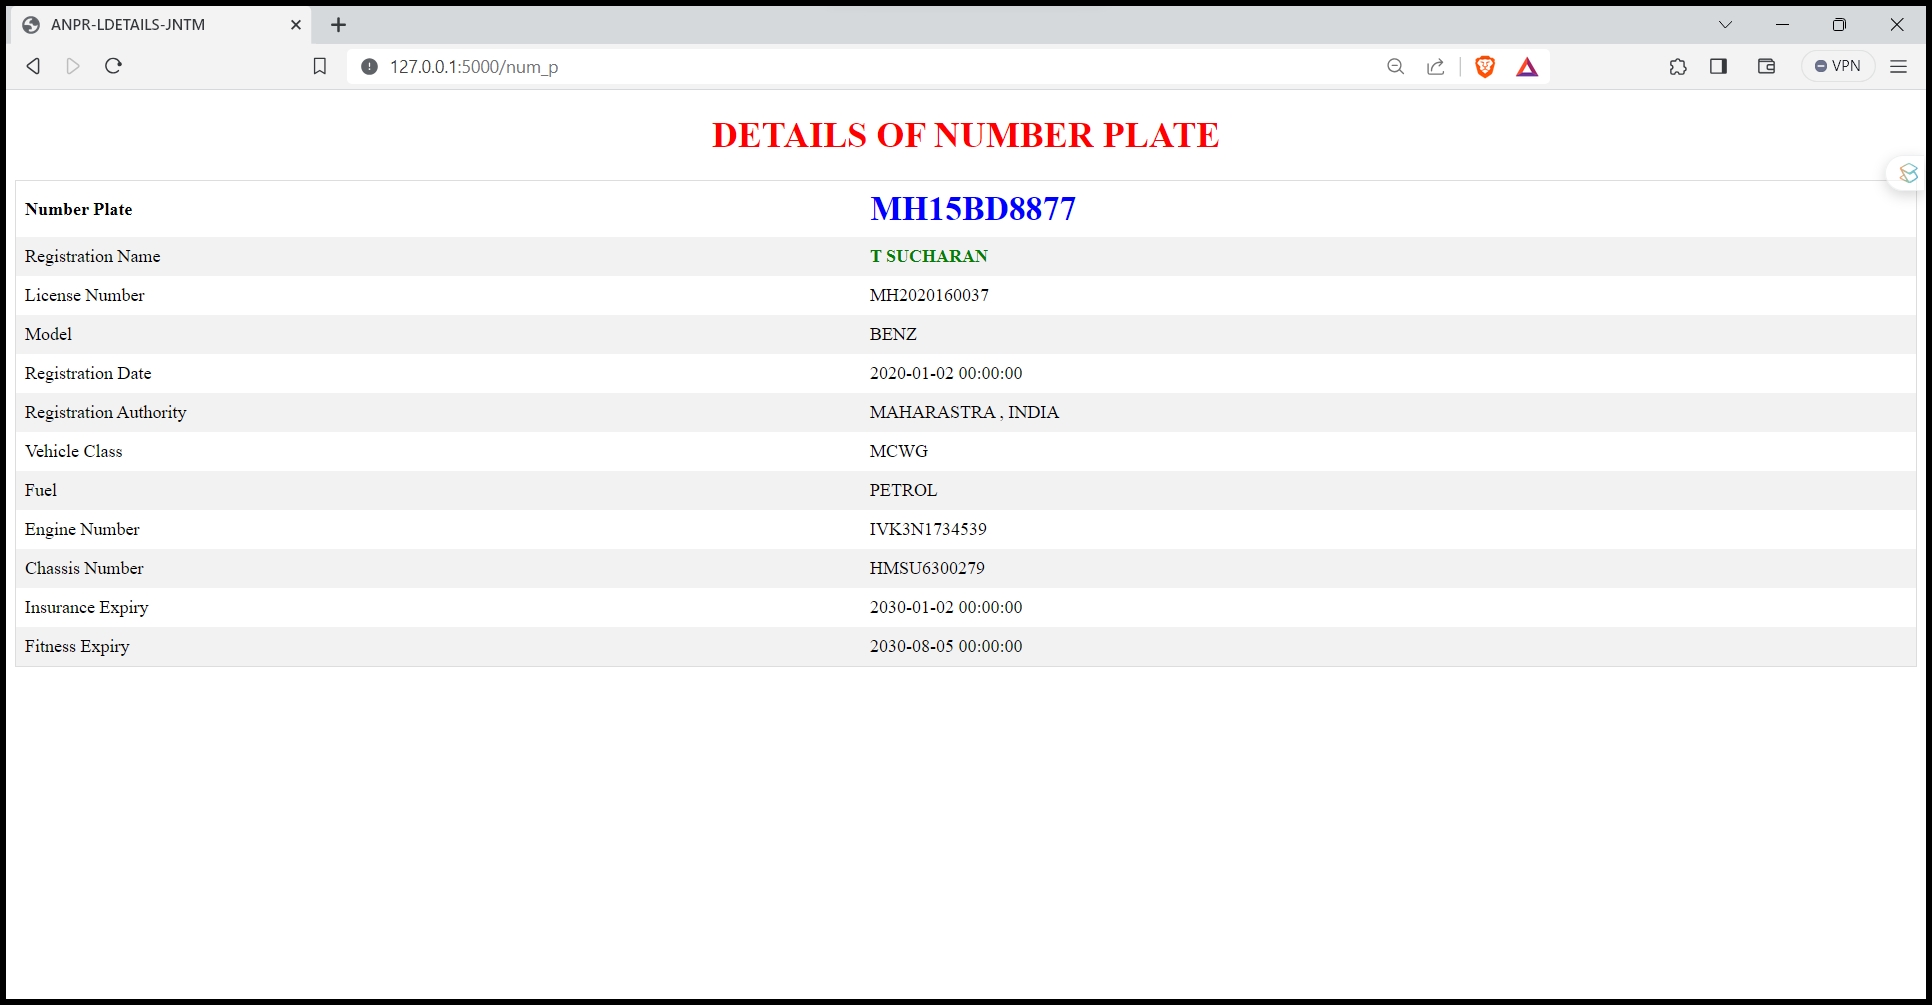 ANPR-LDETAILS-JNTM
127.0.0.1:5000/num_p
VPN
DETAILS OF NUMBER PLATE
Number Plate MH15BD8877
Registration Name T SUCHARAN
License Number MH2020160037
Model BENZ
Registration Date 2020-01-02 00:00:00
Registration Authority MAHARASTRA , INDIA
Vehicle Class MCWG
Fuel PETROL
Engine Number IVK3N1734539
Chassis Number HMSU6300279
Insurance Expiry 2030-01-02 00:00:00
Fitness Expiry 2030-08-05 00:00:00